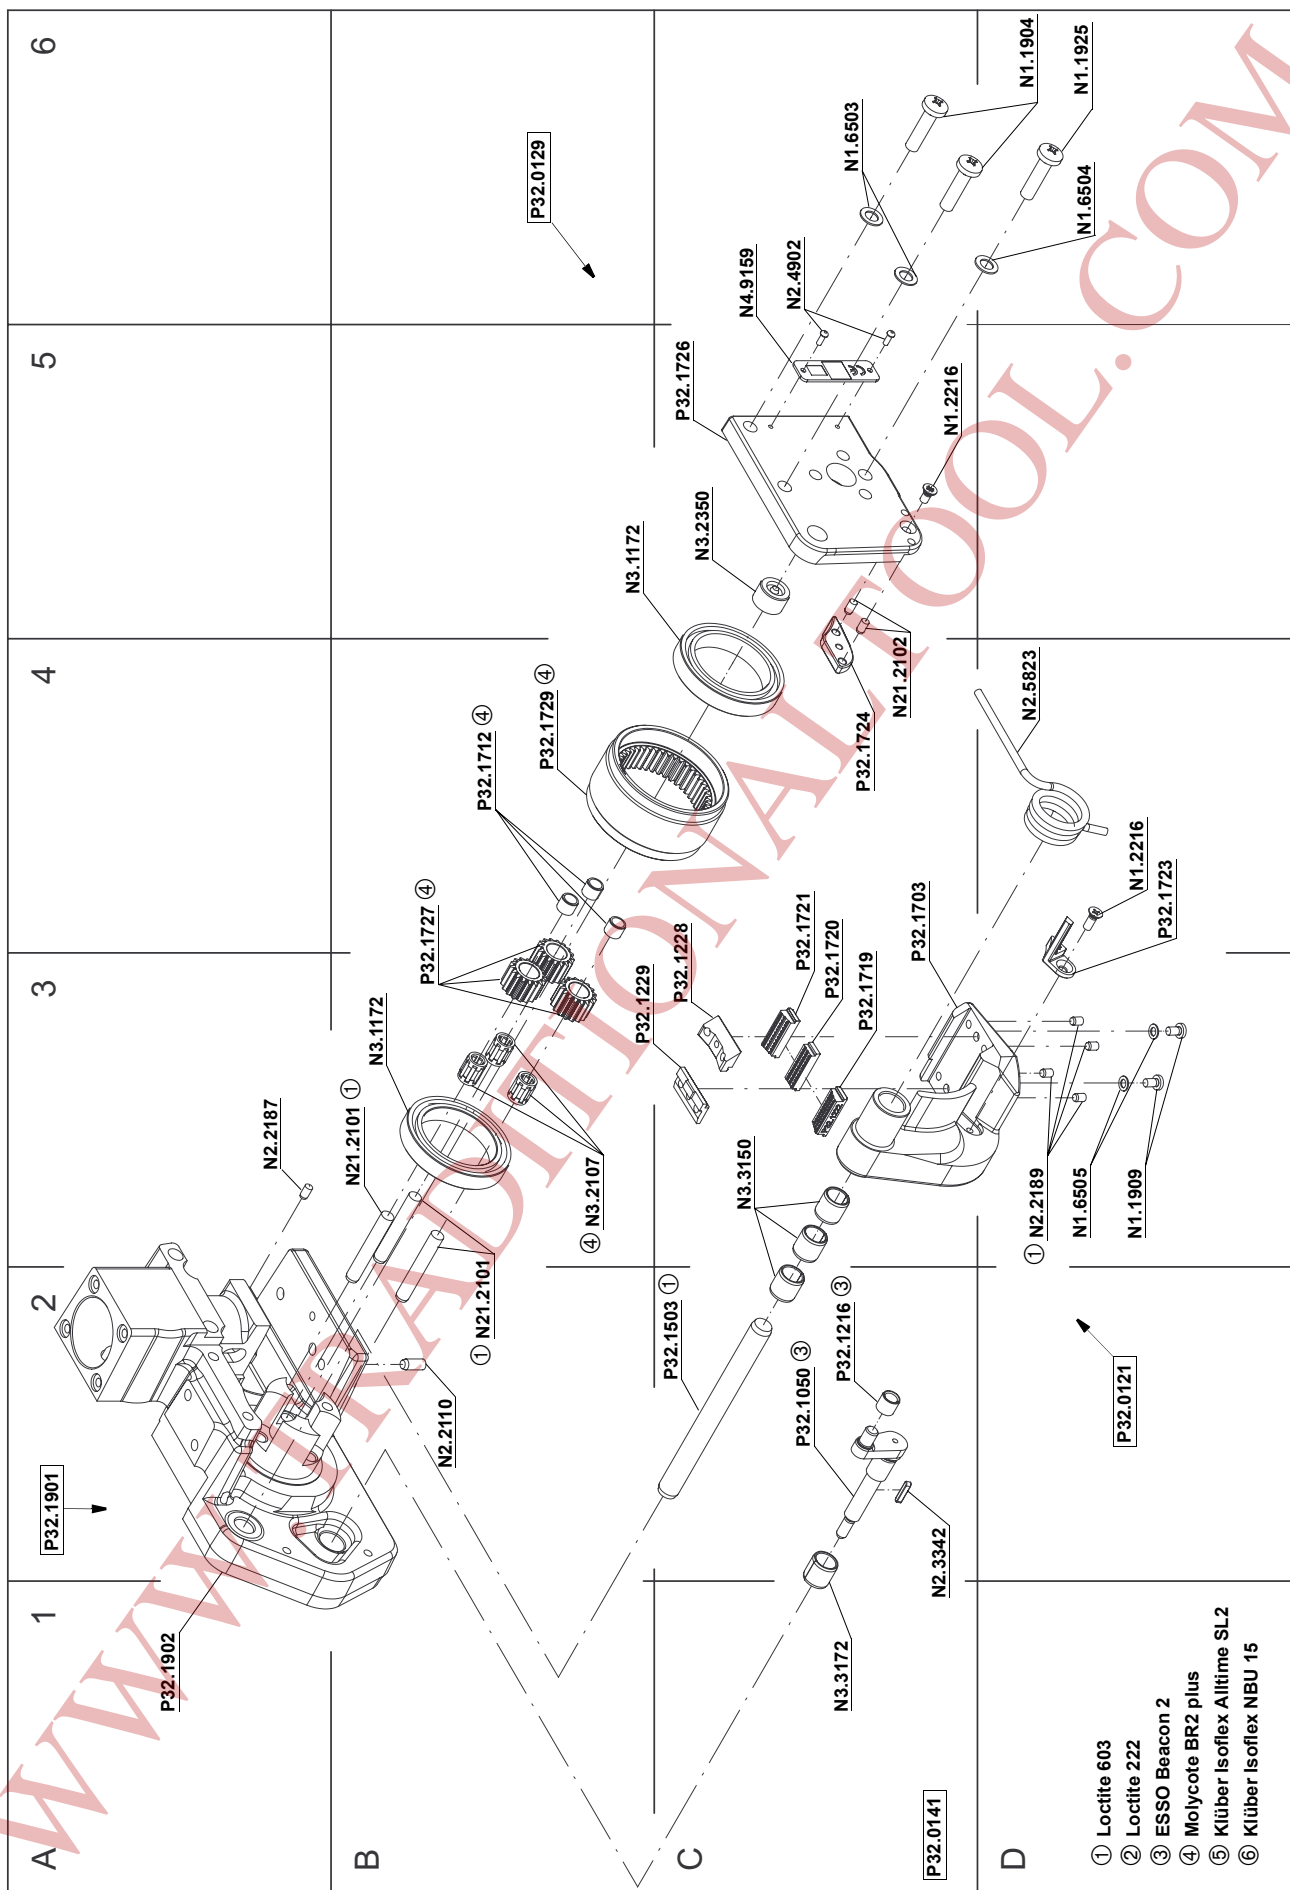 A
B
C
D
1
2
3
4
5
6
P32.1901
P32.1902
N2.2187
N21.2101 ①
N3.1172
① N21.2101
N2.2110
④ N3.2107
P32.1727 ④
P32.1712 ④
P32.1729 ④
N3.1172
N3.2350
P32.1726
N4.9159
N2.4902
P32.0129
N1.6503
N1.1904
N1.1925
N1.6504
N1.2216
N21.2102
P32.1724
N2.5823
N1.2216
P32.1723
P32.1703
P32.1229
P32.1228
P32.1721
P32.1720
P32.1719
N3.3150
P32.1503 ①
P32.1216 ③
P32.1050 ③
N2.3342
N3.3172
① N2.2189
N1.6505
N1.1909
P32.0121
P32.0141
① Loctite 603
② Loctite 222
③ ESSO Beacon 2
④ Molycote BR2 plus
⑤ Klüber Isoflex Alltime SL2
⑥ Klüber Isoflex NBU 15
WWW.TRADITIONALTOOL.COM